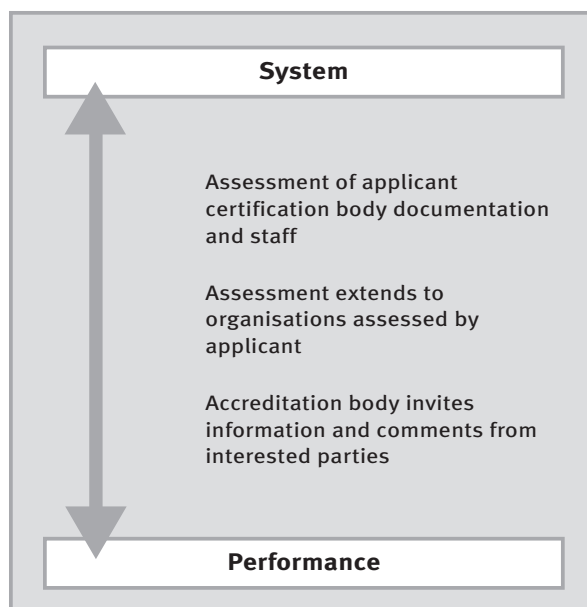 System
Assessment of applicant
certification body documentation
and staff
Assessment extends to
organisations assessed by
applicant
Accreditation body invites
information and comments from
interested parties
Performance